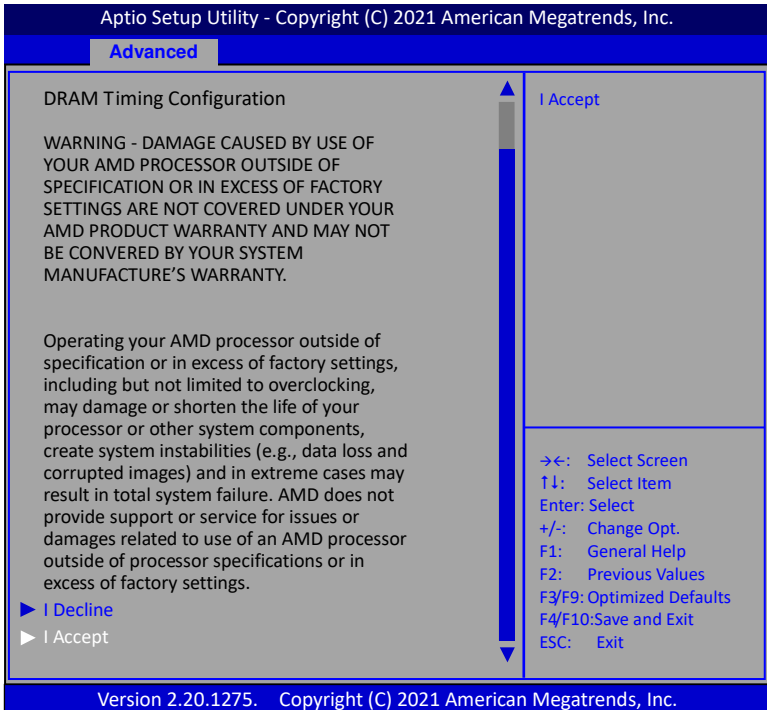 Aptio Setup Utility - Copyright (C) 2021 American Megatrends, Inc.
Advanced
DRAM Timing Configuration
WARNING - DAMAGE CAUSED BY USE OF
YOUR AMD PROCESSOR OUTSIDE OF
SPECIFICATION OR IN EXCESS OF FACTORY
SETTINGS ARE NOT COVERED UNDER YOUR
AMD PRODUCT WARRANTY AND MAY NOT
BE CONVERED BY YOUR SYSTEM
MANUFACTURE’S WARRANTY.
Operating your AMD processor outside of
specification or in excess of factory settings,
including but not limited to overclocking,
may damage or shorten the life of your
processor or other system components,
create system instabilities (e.g., data loss and
corrupted images) and in extreme cases may
result in total system failure. AMD does not
provide support or service for issues or
damages related to use of an AMD processor
outside of processor specifications or in
excess of factory settings.
▶ I Decline
▶ I Accept
I Accept
→←: Select Screen
↑↓: Select Item
Enter: Select
+/-: Change Opt.
F1: General Help
F2: Previous Values
F3/F9: Optimized Defaults
F4/F10:Save and Exit
ESC: Exit
Version 2.20.1275. Copyright (C) 2021 American Megatrends, Inc.